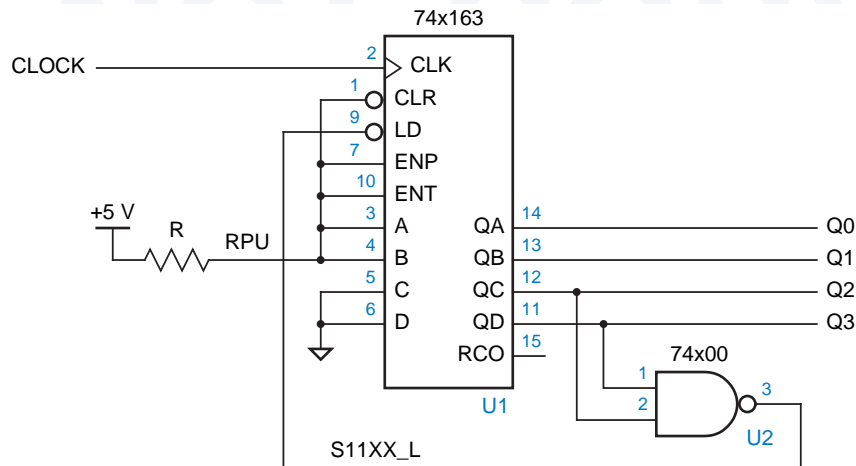 74x163
CLOCK
2
CLK
1
CLR
9
LD
7
ENP
10
ENT
+5 V
R
RPU
3
A
QA
14
Q0
4
B
QB
13
Q1
5
C
QC
12
Q2
6
D
QD
11
Q3
RCO
15
74x00
1
2
3
U1
U2
S11XX_L